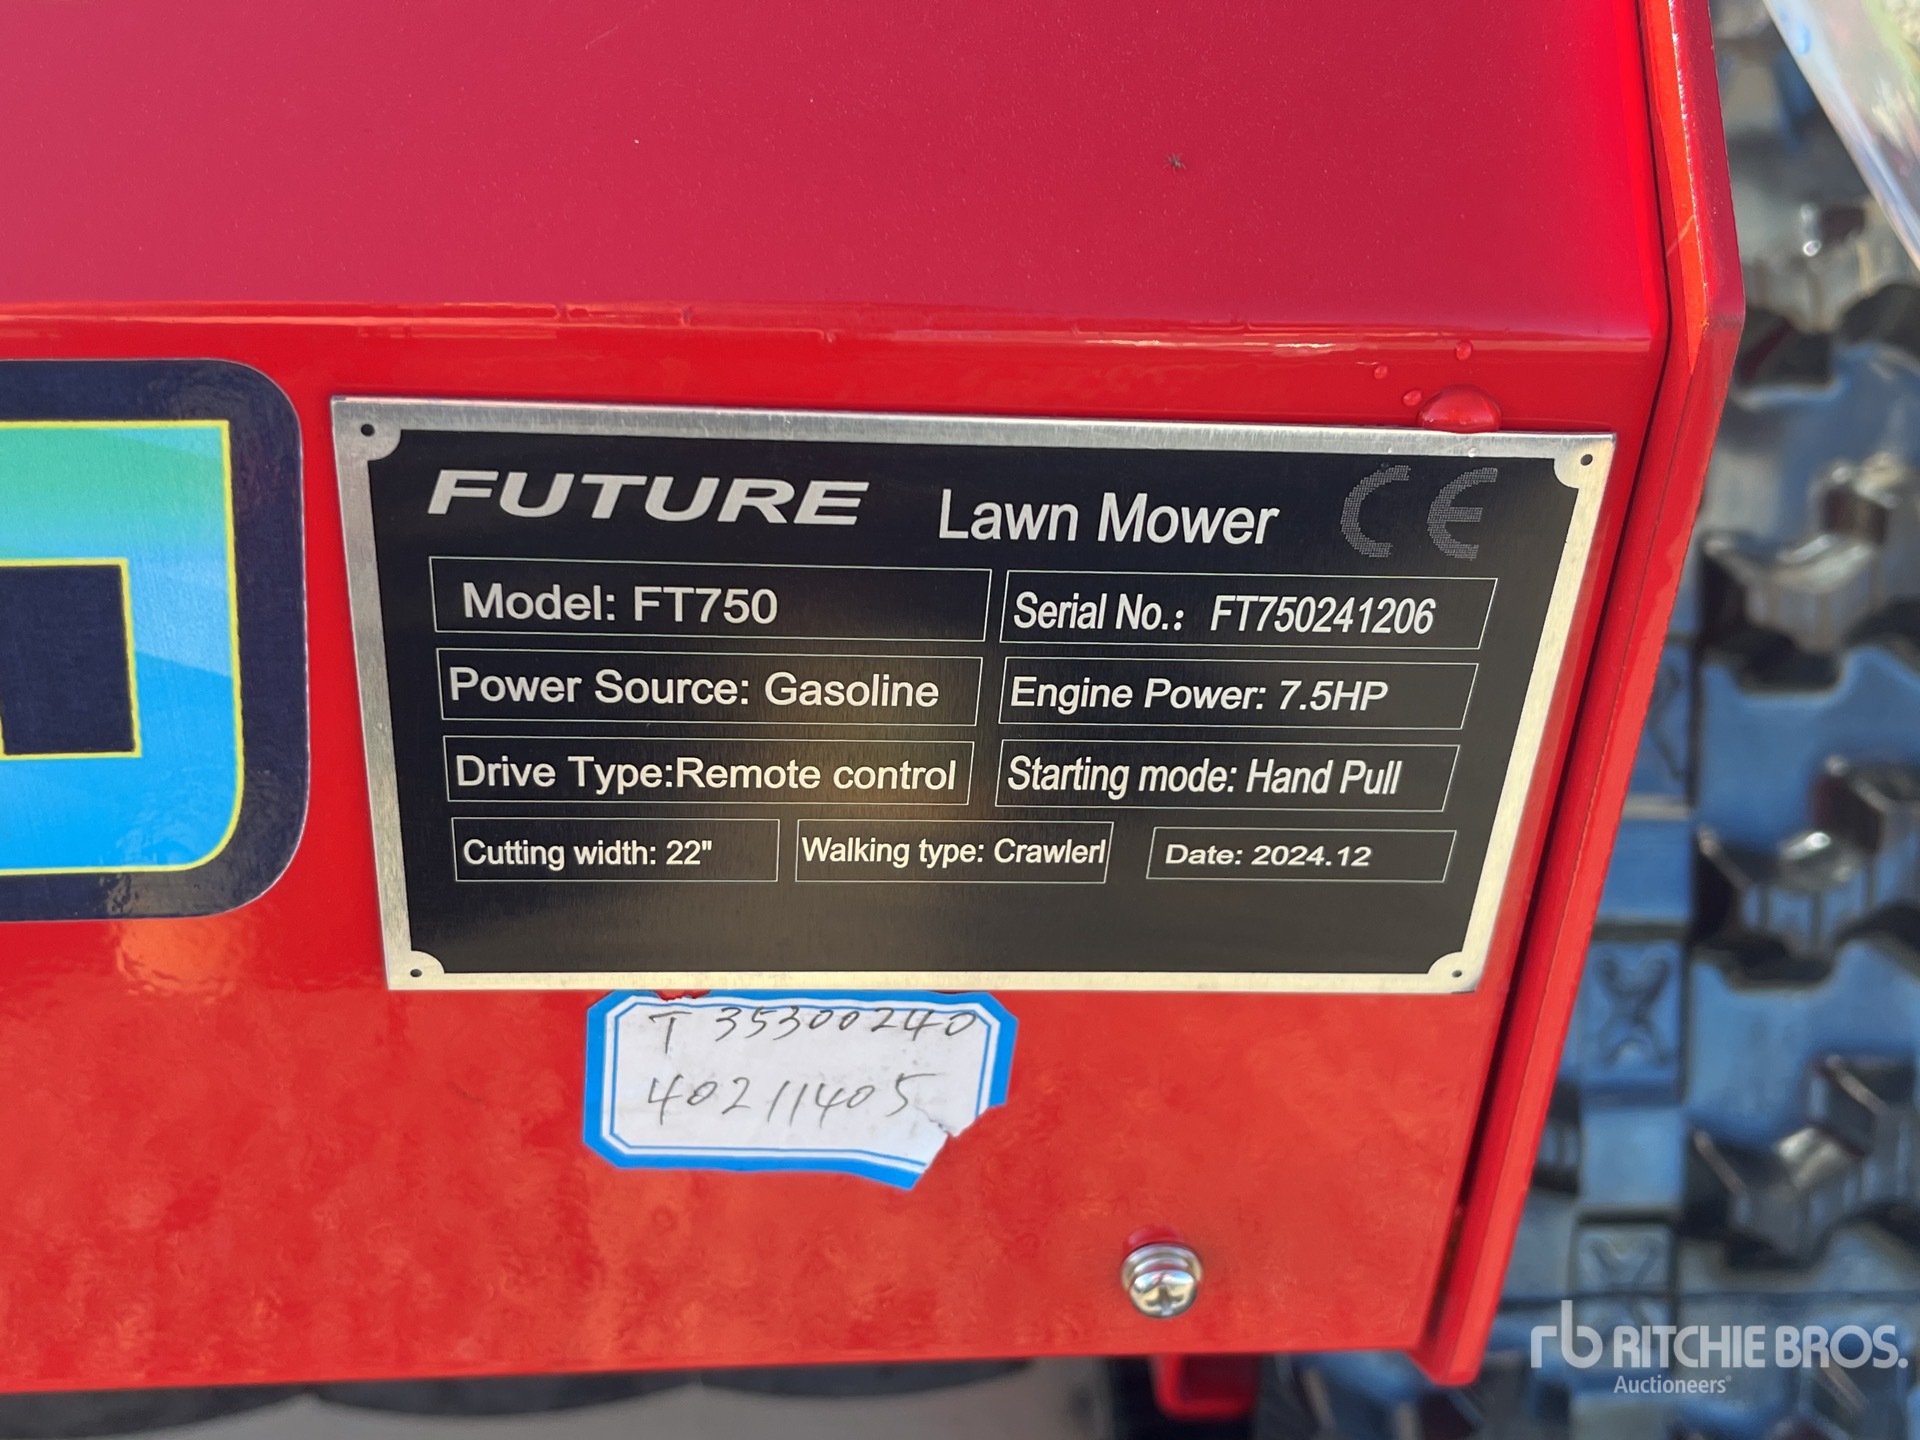 FUTURE Lawn Mower CE
Model: FT750 Serial No.: FT750241206
Power Source: Gasoline Engine Power: 7.5HP
Drive Type:Remote control Starting mode: Hand Pull
Cutting width: 22" Walking type: Crawlerl Date: 2024.12
T 35300240
40211405
rb RITCHIE BROS.
Auctioneers